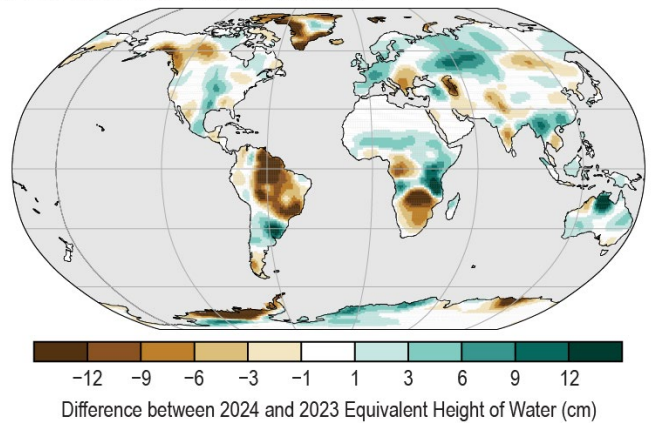 −12 −9 −6 −3 −1 1 3 6 9 12
Difference between 2024 and 2023 Equivalent Height of Water (cm)